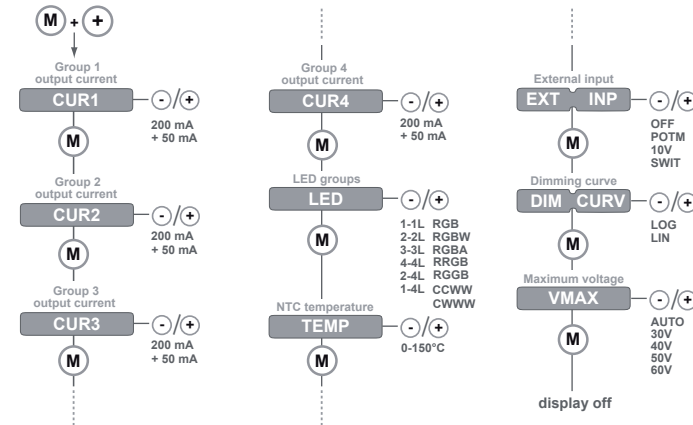 M + +
Group 1
output current
CUR1 - / +
200 mA
+ 50 mA
M
Group 2
output current
CUR2 - / +
200 mA
+ 50 mA
M
Group 3
output current
CUR3 - / +
200 mA
+ 50 mA
M
Group 4
output current
CUR4 - / +
200 mA
+ 50 mA
M
LED groups
LED - / +
1-1L RGB
2-2L RGBW
3-3L RGBA
4-4L RRGB
2-4L RGGB
1-4L CCWW
CWWW
M
NTC temperature
TEMP - / +
0-150°C
M
External input
EXT INP - / +
OFF
POTM
10V
SWIT
M
Dimming curve
DIM CURV - / +
LOG
LIN
M
Maximum voltage
VMAX - / +
AUTO
30V
40V
50V
60V
M
display off